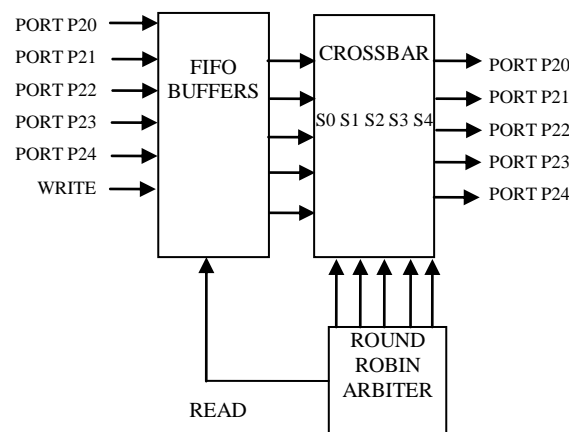 PORT P20
PORT P21
PORT P22
PORT P23
PORT P24
WRITE
FIFO
BUFFERS
CROSSBAR
S0 S1 S2 S3 S4
PORT P20
PORT P21
PORT P22
PORT P23
PORT P24
ROUND
ROBIN
ARBITER
READ